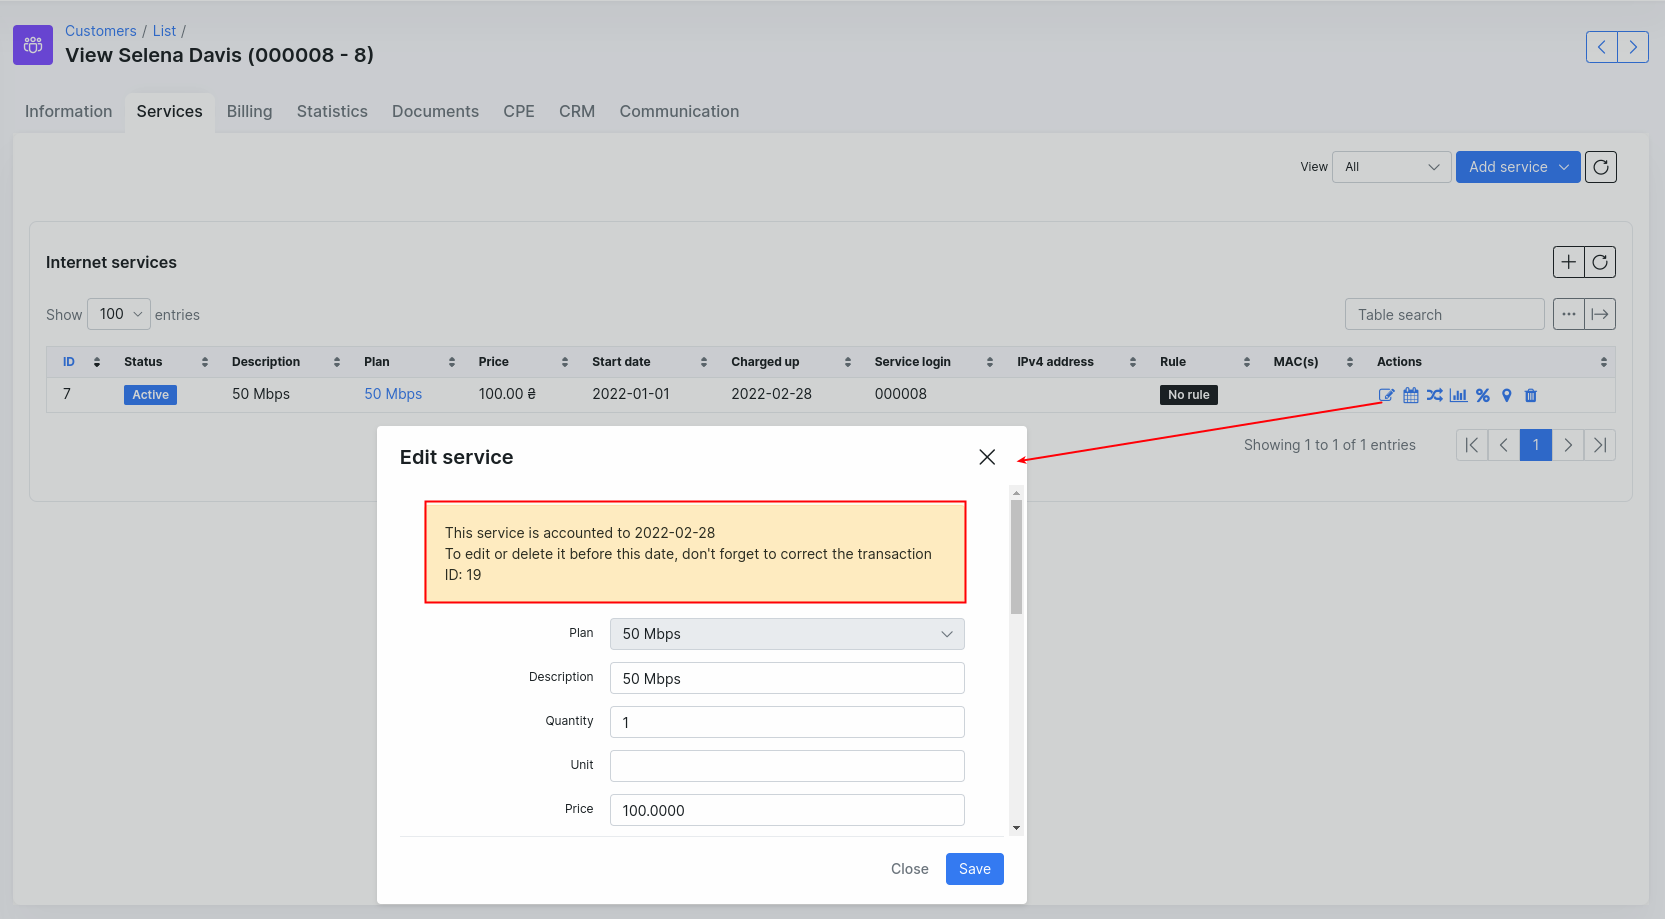 Customers / List /
View Selena Davis (000008 - 8)
Information Services Billing Statistics Documents CPE CRM Communication
View All Add service
Internet services
Show 100 entries Table search ...
ID Status Description Plan Price Start date Charged up Service login IPv4 address Rule MAC(s) Actions
7 Active 50 Mbps 50 Mbps 100.00 ₴ 2022-01-01 2022-02-28 000008 No rule
Showing 1 to 1 of 1 entries 1
Edit service
This service is accounted to 2022-02-28
To edit or delete it before this date, don't forget to correct the transaction
ID: 19
Plan 50 Mbps
Description 50 Mbps
Quantity 1
Unit
Price 100.0000
Close Save